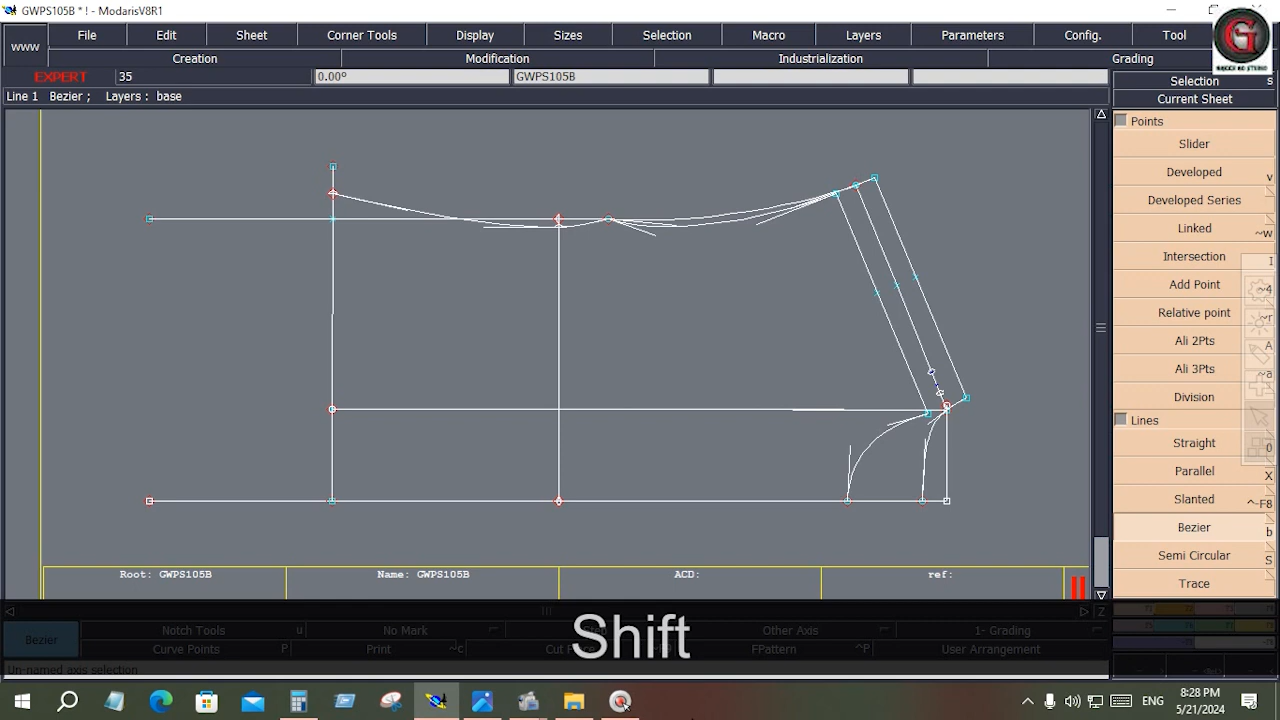 GWPS105B * ! - ModarisV8R1
www
File
Edit
Sheet
Corner Tools
Display
Sizes
Selection
Macro
Layers
Parameters
Config.
Tool
Creation
Modification
Industrialization
Grading
EXPERT
35
0.00º
GWPS105B
Line 1 Bezier ; Layers : base
G
Selection s
Current Sheet
Points
Slider
Developed v
Developed Series
Linked ~w
Intersection I
Add Point ~4
Relative point ~r
Ali 2Pts A
Ali 3Pts ~a
Division
Lines
Straight 0
Parallel X
Slanted ^-F8
Bezier b
Semi Circular S
Trace
Root: GWPS105B
Name: GWPS105B
ACD:
ref:
Z
Bezier
Notch Tools u
No Mark
Other Axis
1- Grading
Curve Points P
Print ~c
FPattern ^P
User Arrangement
Un-named axis selection
Shift
ENG
8:28 PM
5/21/2024